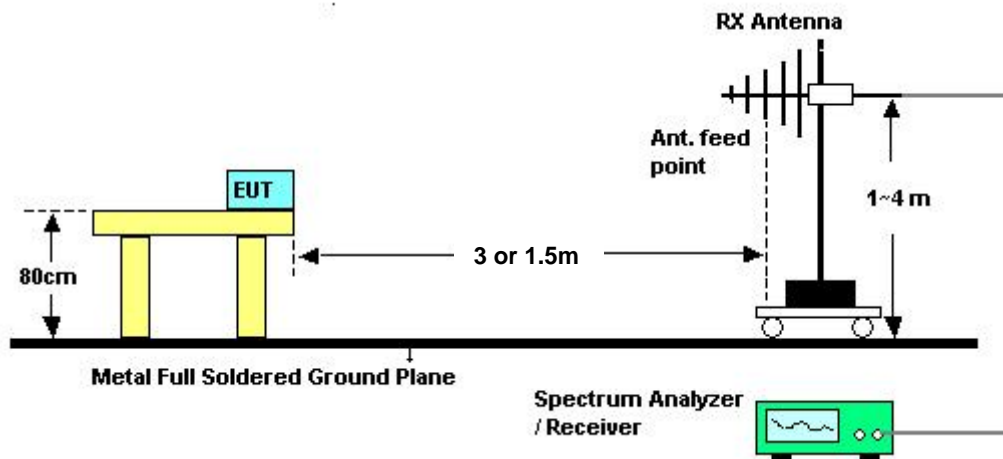 RX Antenna
Ant. feed
point
EUT
1~4 m
3 or 1.5m
80cm
Metal Full Soldered Ground Plane
Spectrum Analyzer
/ Receiver